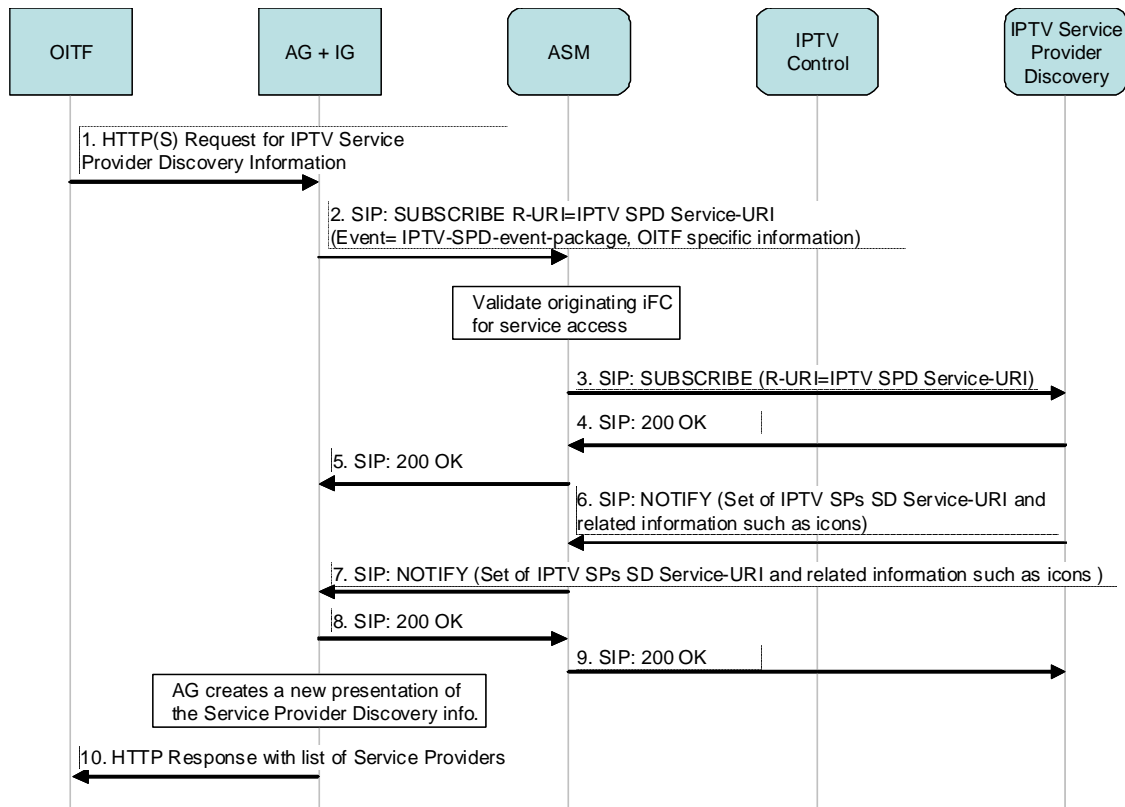 OITF
AG + IG
ASM
IPTV
Control
IPTV Service
Provider
Discovery
1. HTTP(S) Request for IPTV Service
Provider Discovery Information
2. SIP: SUBSCRIBE R-URI=IPTV SPD Service-URI
(Event= IPTV-SPD-event-package, OITF specific information)
Validate originating iFC
for service access
3. SIP: SUBSCRIBE (R-URI=IPTV SPD Service-URI)
4. SIP: 200 OK
5. SIP: 200 OK
6. SIP: NOTIFY (Set of IPTV SPs SD Service-URI and
related information such as icons)
7. SIP: NOTIFY (Set of IPTV SPs SD Service-URI and related information such as icons )
8. SIP: 200 OK
9. SIP: 200 OK
AG creates a new presentation of
the Service Provider Discovery info.
10. HTTP Response with list of Service Providers